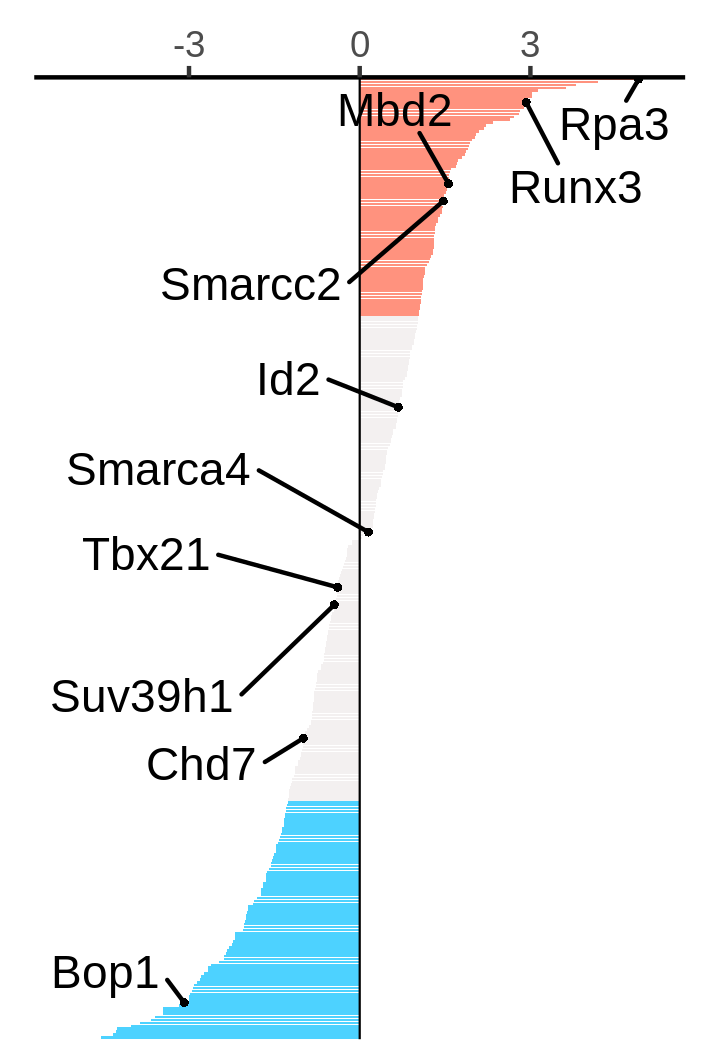 -3 0 3
Mbd2
Rpa3
Runx3
Smarcc2
Id2
Smarca4
Tbx21
Suv39h1
Chd7
Bop1